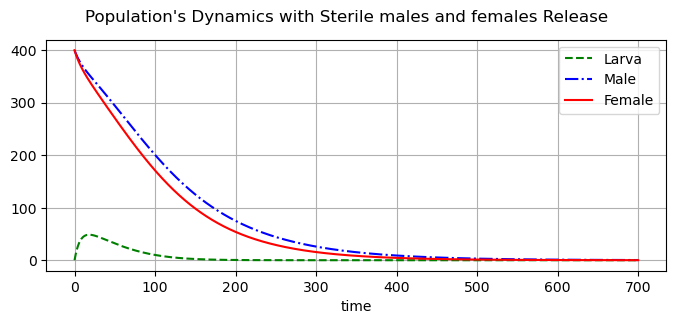 Population's Dynamics with Sterile males and females Release
400
300
200
100
0
Larva
Male
Female
0 100 200 300 400 500 600 700
time